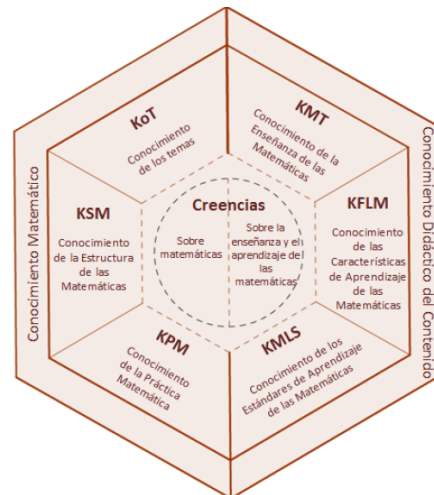 Conocimiento Matemático
KoT
Conocimiento
de los temas
KMT
Conocimiento de la
Enseñanza de las
Matemáticas
KSM
Conocimiento
de la Estructura
de las
Matemáticas
Creencias
Sobre
matemáticas
Sobre la
enseñanza y el
aprendizaje de
las
matemáticas
KFLM
Conocimiento
de las
Características
de Aprendizaje
de las
Matemáticas
KPM
Conocimiento
de la Práctica
Matemática
KMLS
Conocimiento de los
Estándares de Aprendizaje
de las Matemáticas
Conocimiento Didáctico del Contenido